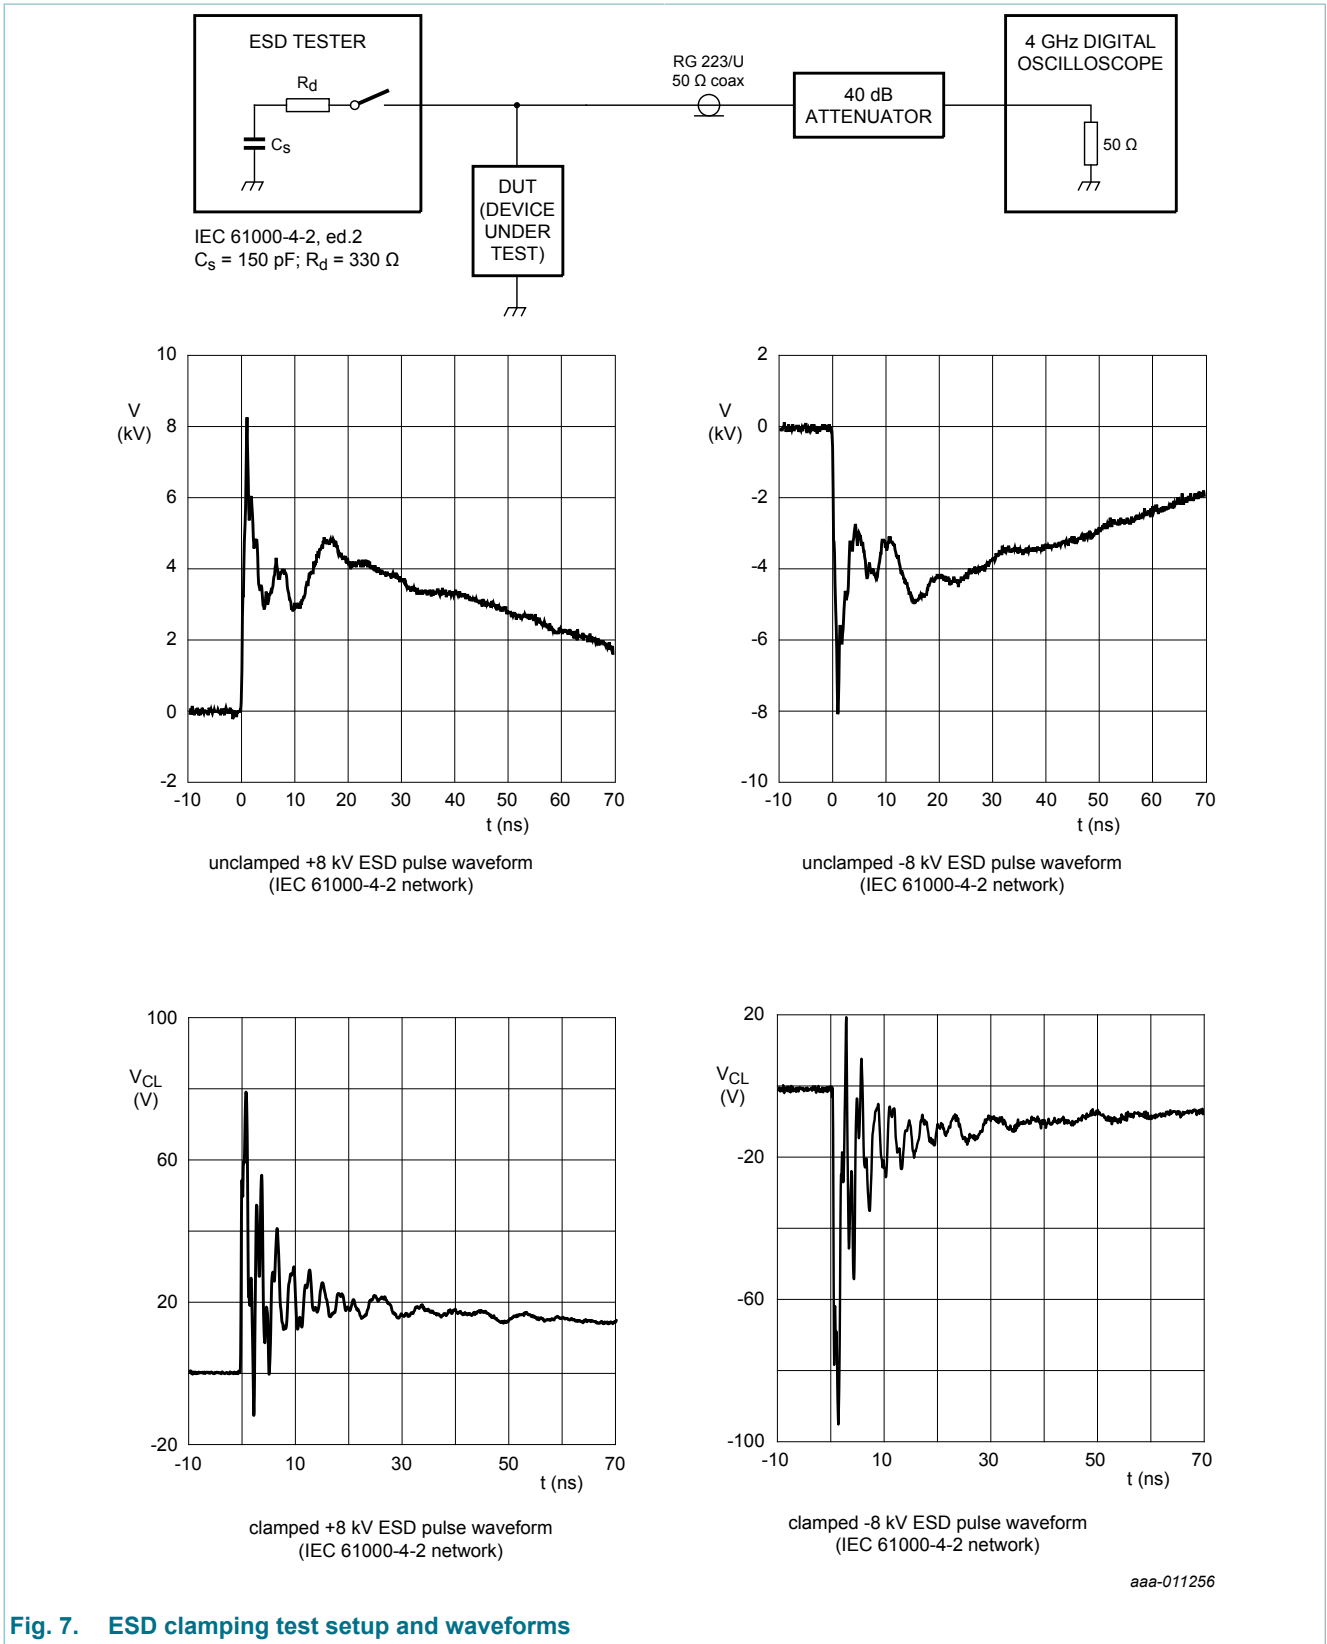 ESD TESTER
Rd
Cs
IEC 61000-4-2, ed.2
Cs = 150 pF; Rd = 330 Ω
DUT
(DEVICE
UNDER
TEST)
RG 223/U
50 Ω coax
40 dB
ATTENUATOR
4 GHz DIGITAL
OSCILLOSCOPE
50 Ω
10
8
6
4
2
0
-2
V
(kV)
-10 0 10 20 30 40 50 60 70
t (ns)
unclamped +8 kV ESD pulse waveform
(IEC 61000-4-2 network)
2
0
-2
-4
-6
-8
-10
V
(kV)
-10 0 10 20 30 40 50 60 70
t (ns)
unclamped -8 kV ESD pulse waveform
(IEC 61000-4-2 network)
100
60
20
-20
VCL
(V)
-10 10 30 50 70
t (ns)
clamped +8 kV ESD pulse waveform
(IEC 61000-4-2 network)
20
-20
-60
-100
VCL
(V)
-10 10 30 50 70
t (ns)
clamped -8 kV ESD pulse waveform
(IEC 61000-4-2 network)
aaa-011256
Fig. 7. ESD clamping test setup and waveforms